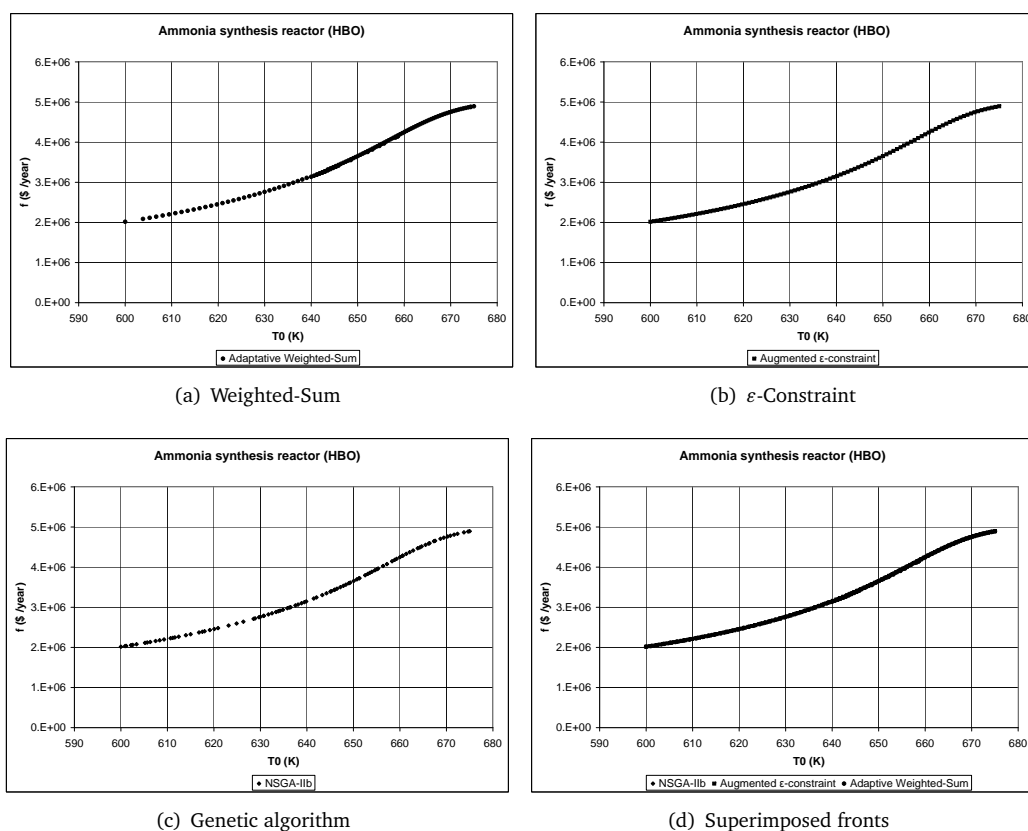 Ammonia synthesis reactor (HBO)
6.E+06
5.E+06
4.E+06
3.E+06
2.E+06
1.E+06
0.E+00
f ($ /year)
590 600 610 620 630 640 650 660 670 680
T0 (K)
Adaptative Weighted-Sum
(a) Weighted-Sum
Ammonia synthesis reactor (HBO)
6.E+06
5.E+06
4.E+06
3.E+06
2.E+06
1.E+06
0.E+00
f ($ /year)
590 600 610 620 630 640 650 660 670 680
T0 (K)
Augmented ε-constraint
(b) ε-Constraint
Ammonia synthesis reactor (HBO)
6.E+06
5.E+06
4.E+06
3.E+06
2.E+06
1.E+06
0.E+00
f ($ /year)
590 600 610 620 630 640 650 660 670 680
T0 (K)
NSGA-IIb
(c) Genetic algorithm
Ammonia synthesis reactor (HBO)
6.E+06
5.E+06
4.E+06
3.E+06
2.E+06
1.E+06
0.E+00
f ($ /year)
590 600 610 620 630 640 650 660 670 680
T0 (K)
NSGA-IIb Augmented ε-constraint Adaptive Weighted-Sum
(d) Superimposed fronts